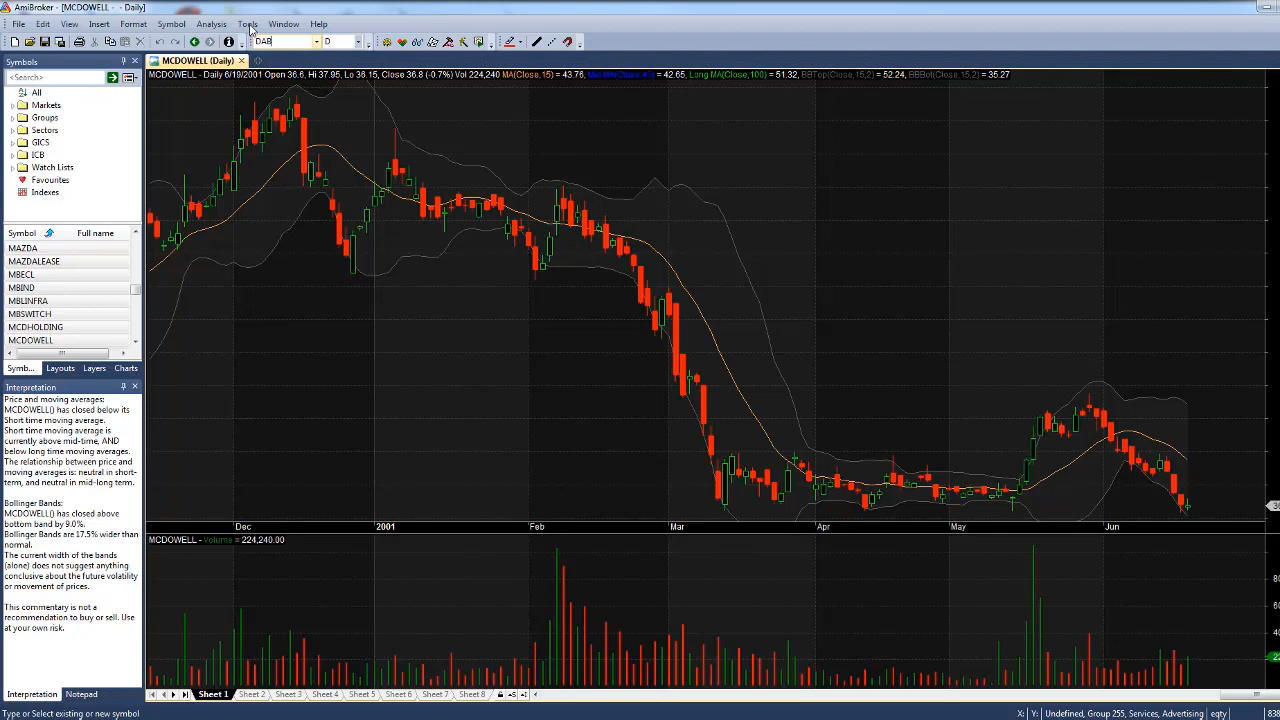 AmiBroker - [MCDOWELL - - Daily]
File Edit View Insert Format Symbol Analysis Tools Window Help
DAB D
Symbols
<Search>
All
Markets
Groups
Sectors
GICS
ICB
Watch Lists
Favourites
Indexes
Symbol Full name
MAZDA
MAZDALEASE
MBECL
MBIND
MBLINFRA
MBSWITCH
MCDHOLDING
MCDOWELL
Symb... Layouts Layers Charts
Interpretation
Price and moving averages:
MCDOWELL() has closed below its
Short time moving average.
Short time moving average is
currently above mid-time, AND
below long time moving averages.
The relationship between price and
moving averages is: neutral in short-
term, and neutral in mid-long term.
Bollinger Bands:
MCDOWELL() has closed above
bottom band by 9.0%.
Bollinger Bands are 17.5% wider than
normal.
The current width of the bands
(alone) does not suggest anything
conclusive about the future volatility
or movement of prices.
This commentary is not a
recommendation to buy or sell. Use
at your own risk.
Interpretation Notepad
MCDOWELL (Daily)
MCDOWELL - Daily 6/19/2001 Open 36.6, Hi 37.95, Lo 36.15, Close 36.8 (-0.7%) Vol 224,240 MA(Close,15) = 43.76, = 42.65, Long MA(Close,100) = 51.32, BBTop(Close,15,2) = 52.24, BBBot(Close,15,2) = 35.27
Dec 2001 Feb Mar Apr May Jun
MCDOWELL - Volume = 224,240.00
Sheet 1 Sheet 2 Sheet 3 Sheet 4 Sheet 5 Sheet 6 Sheet 7 Sheet 8
Type or Select existing or new symbol
X: Y: Undefined, Group 255, Services, Advertising eqty